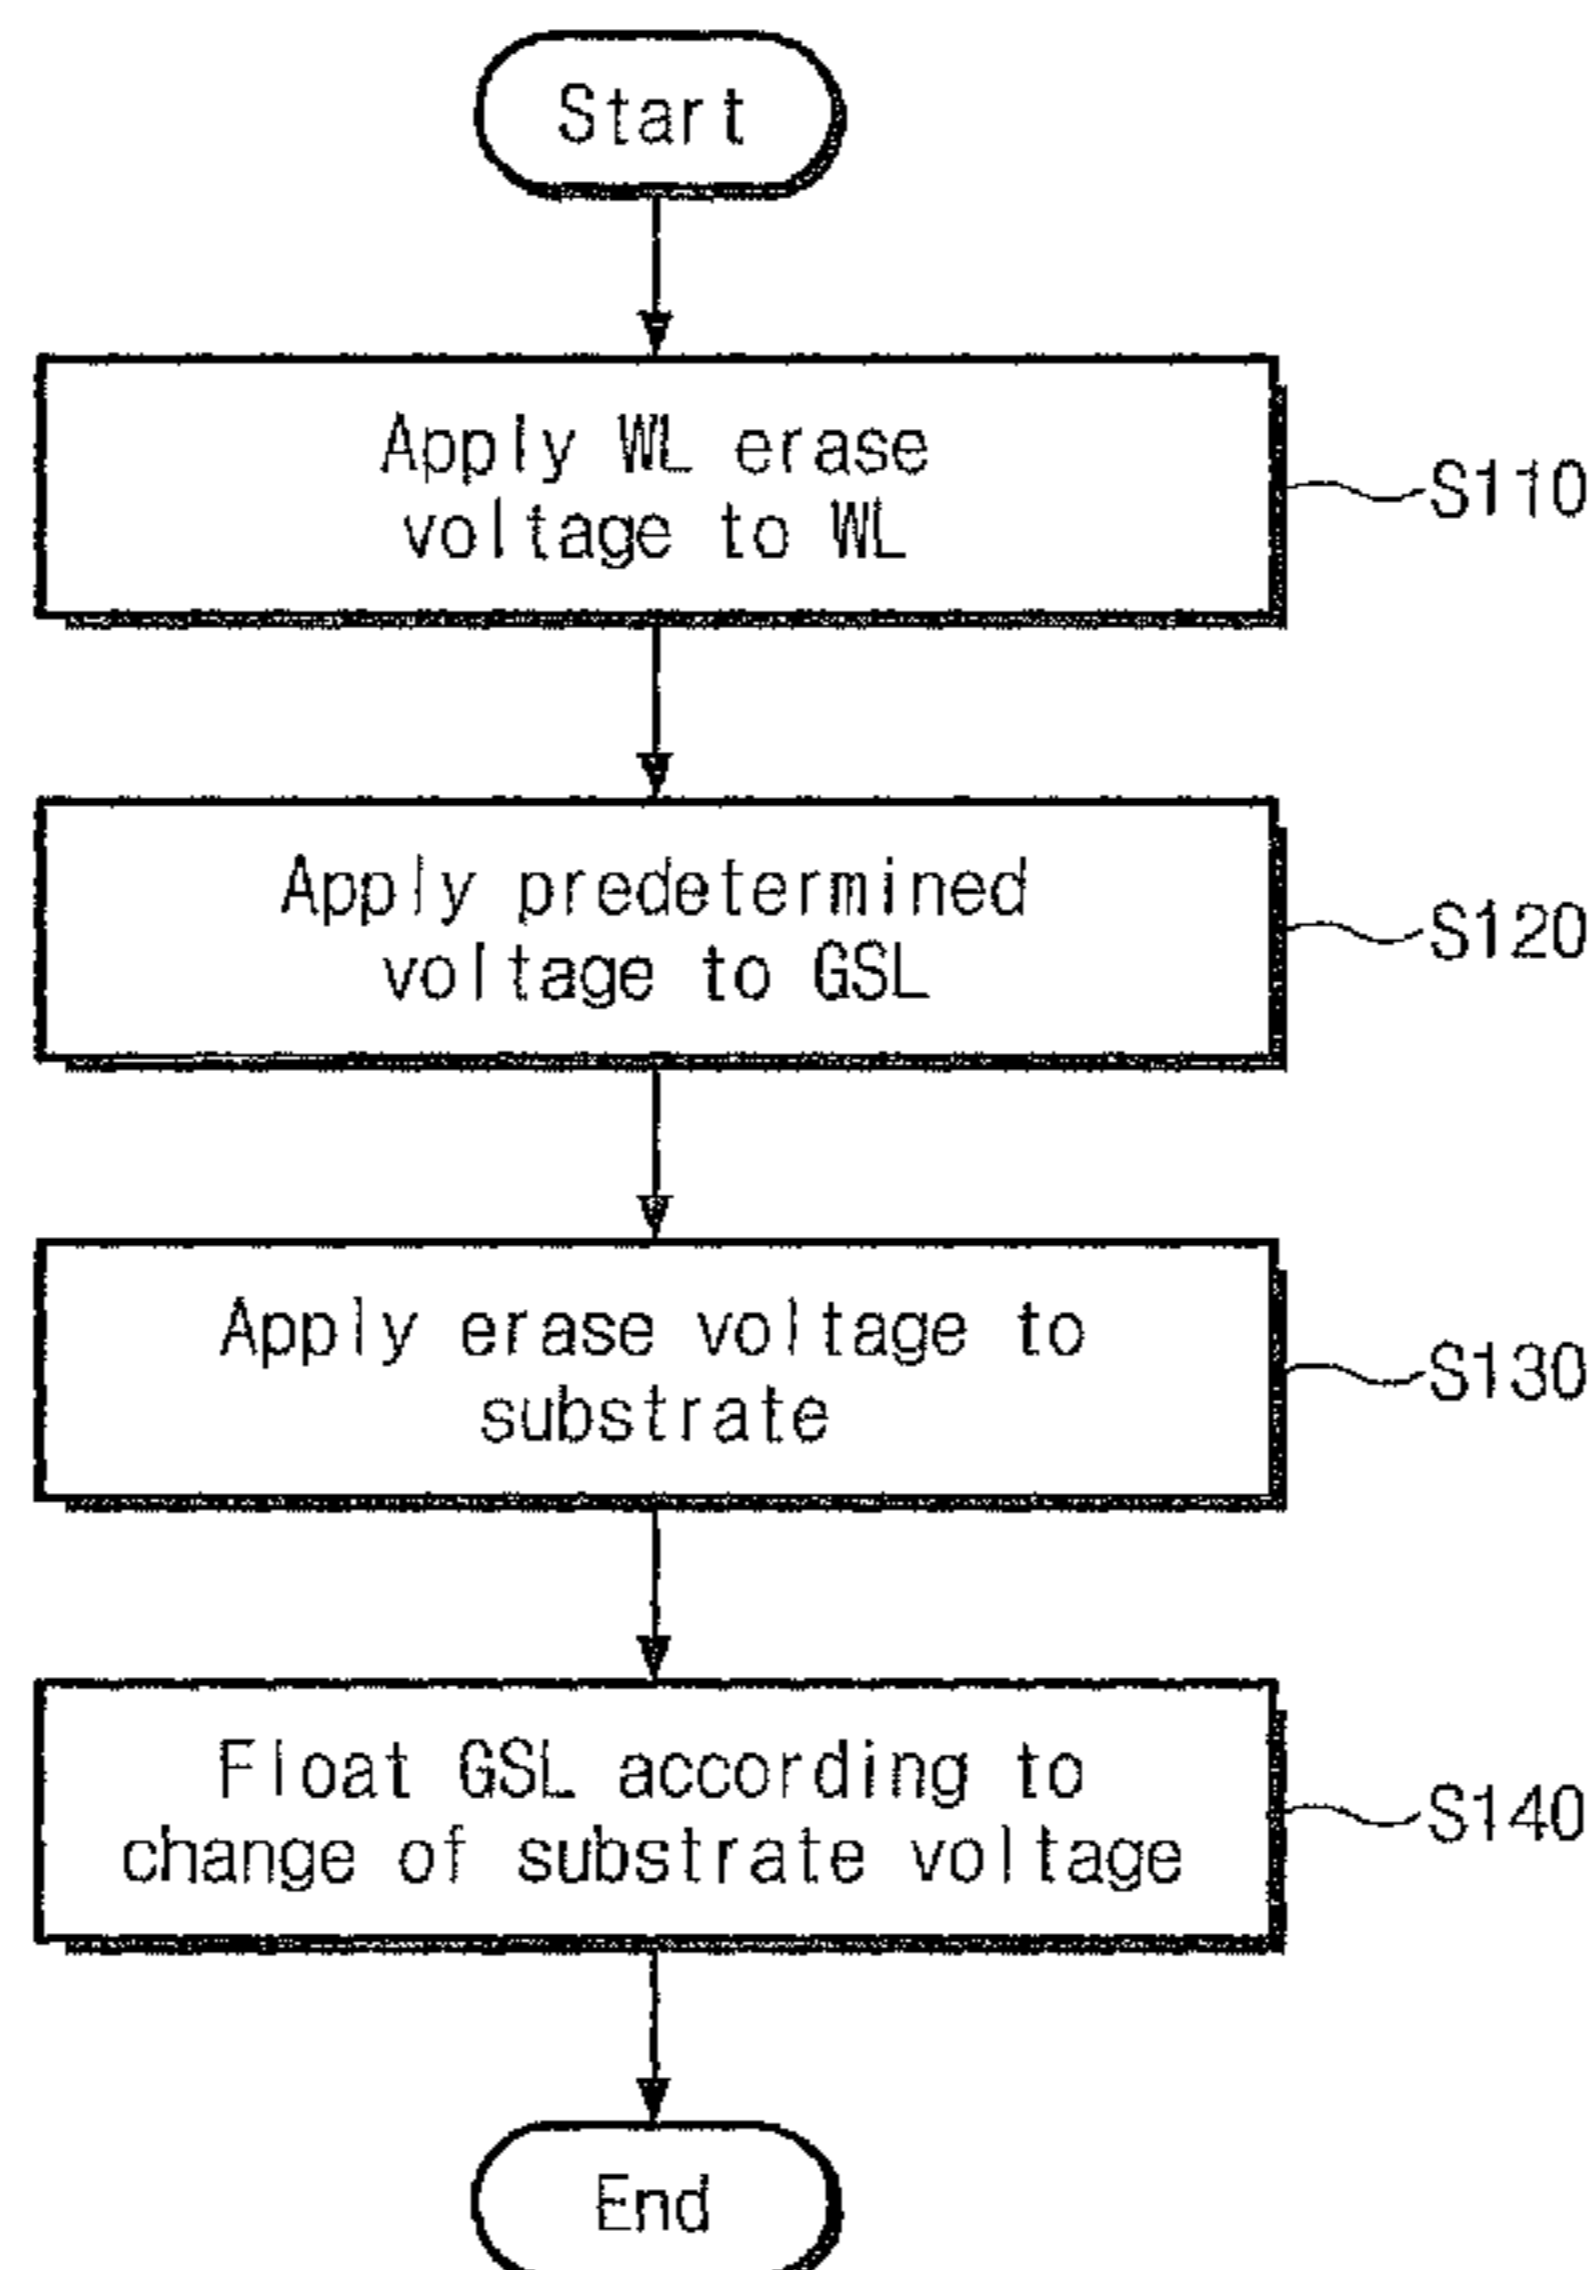 Start
Apply WL erase
voltage to WL
S110
Apply predetermined
voltage to GSL
S120
Apply erase voltage to
substrate
S130
Float GSL according to
change of substrate voltage
S140
End